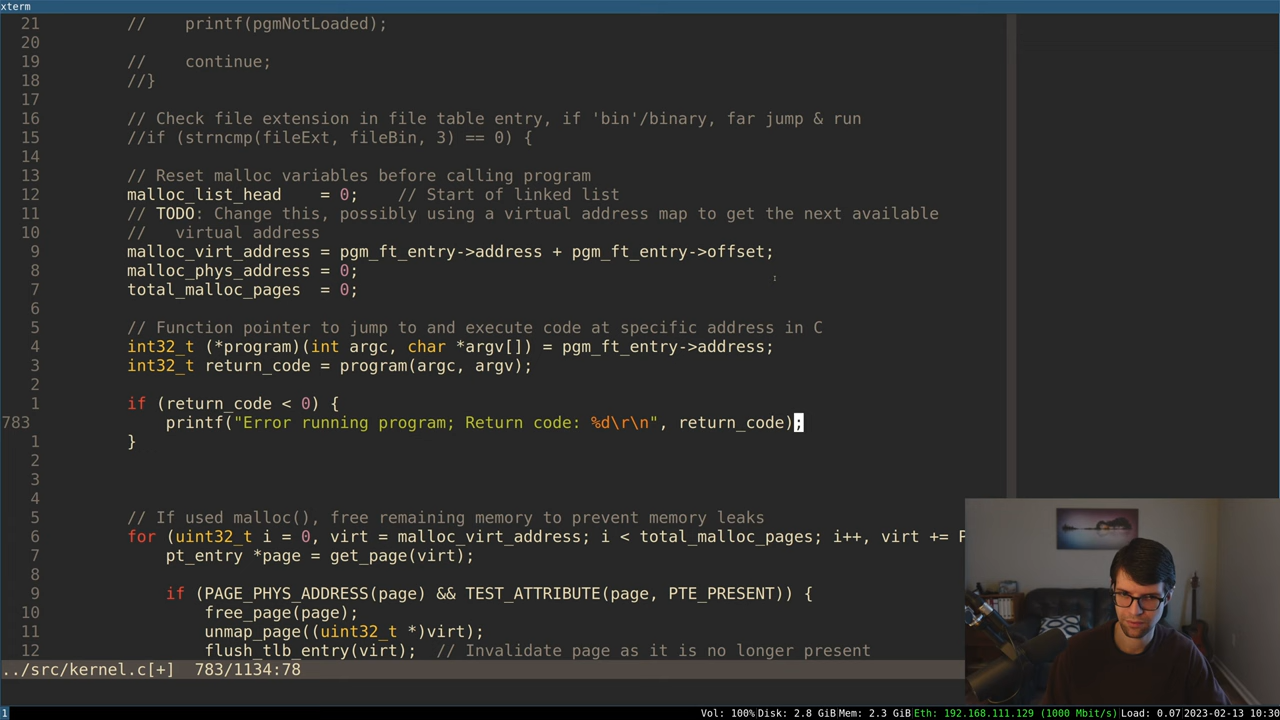 xterm
21 //    printf(pgmNotLoaded);
20
19 //    continue;
18 //}
17
16 // Check file extension in file table entry, if 'bin'/binary, far jump & run
15 //if (strncmp(fileExt, fileBin, 3) == 0) {
14
13 // Reset malloc variables before calling program
12 malloc_list_head    = 0;    // Start of linked list
11 // TODO: Change this, possibly using a virtual address map to get the next available
10 //   virtual address
9 malloc_virt_address = pgm_ft_entry->address + pgm_ft_entry->offset;
8 malloc_phys_address = 0;
7 total_malloc_pages  = 0;
6
5 // Function pointer to jump to and execute code at specific address in C
4 int32_t (*program)(int argc, char *argv[]) = pgm_ft_entry->address;
3 int32_t return_code = program(argc, argv);
2
1 if (return_code < 0) {
783     printf("Error running program; Return code: %d\r\n", return_code);
1 }
2
3
4
5 // If used malloc(), free remaining memory to prevent memory leaks
6 for (uint32_t i = 0, virt = malloc_virt_address; i < total_malloc_pages; i++, virt +=
7     pt_entry *page = get_page(virt);
8
9     if (PAGE_PHYS_ADDRESS(page) && TEST_ATTRIBUTE(page, PTE_PRESENT)) {
10         free_page(page);
11         unmap_page((uint32_t *)virt);
12         flush_tlb_entry(virt);  // Invalidate page as it is no longer present
../src/kernel.c[+]  783/1134:78
1 Vol: 100% Disk: 2.8 GiB Mem: 2.3 GiB Eth: 192.168.111.129 (1000 Mbit/s) Load: 0.07 2023-02-13 10:30